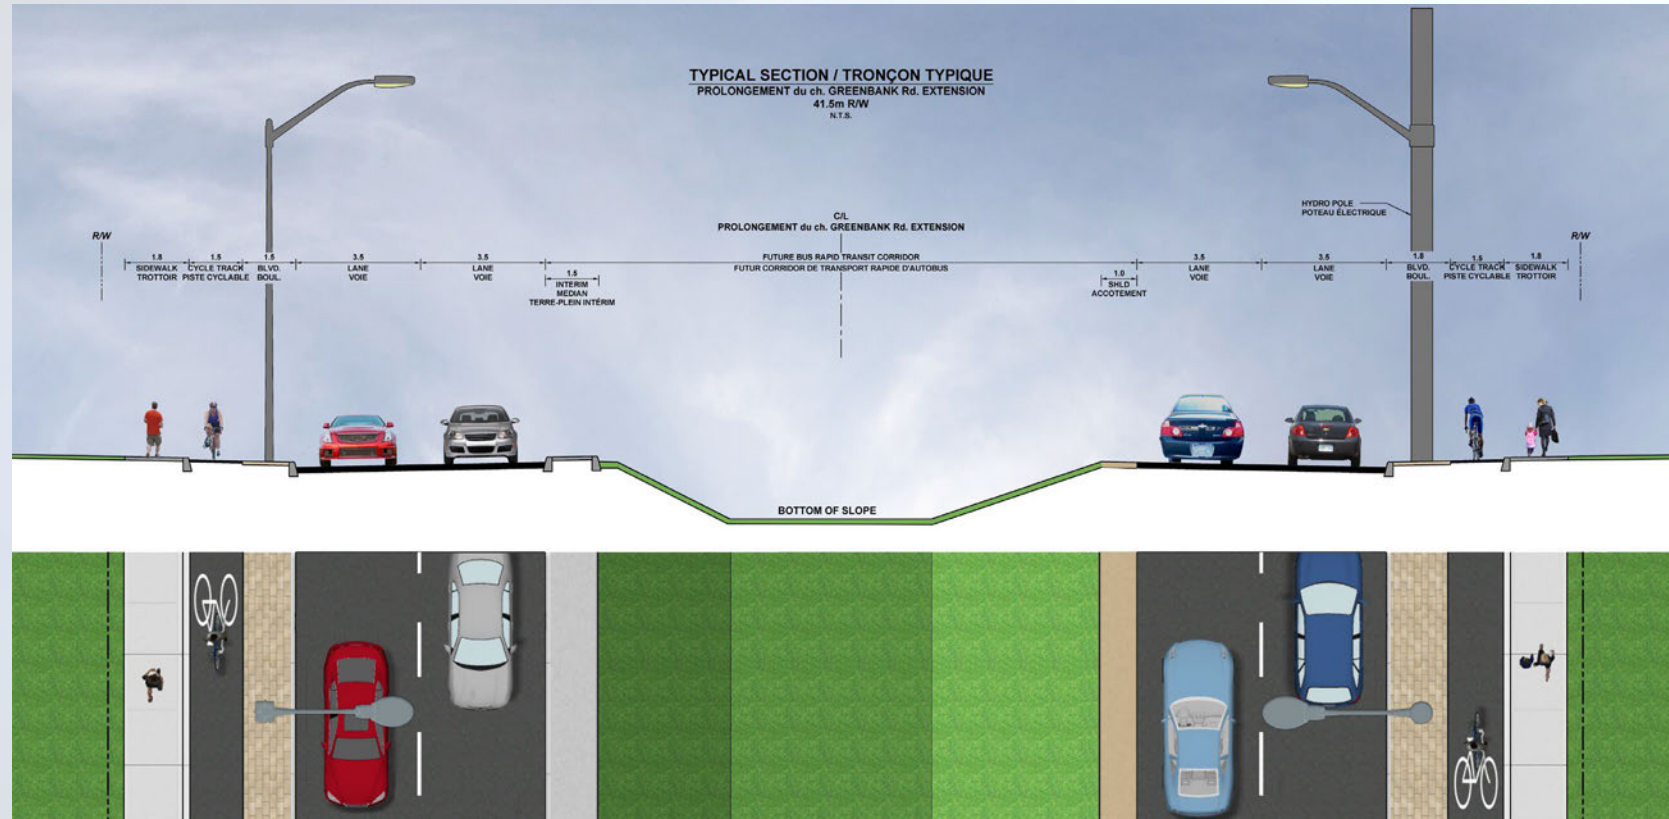 TYPICAL SECTION / TRONÇON TYPIQUE
PROLONGEMENT du ch. GREENBANK Rd. EXTENSION
41.5m R/W
N.T.S.
HYDRO POLE
POTEAU ÉLECTRIQUE
C/L
PROLONGEMENT du ch. GREENBANK Rd. EXTENSION
R/W
R/W
1.8
SIDEWALK
TROTTOIR
1.5
CYCLE TRACK
PISTE CYCLABLE
1.5
BLVD.
BOUL.
3.5
LANE
VOIE
3.5
LANE
VOIE
FUTURE BUS RAPID TRANSIT CORRIDOR
FUTUR CORRIDOR DE TRANSPORT RAPIDE D'AUTOBUS
1.5
INTERIM
MEDIAN
TERRE-PLEIN INTÉRIM
1.0
SHLD
ACCOTEMENT
3.5
LANE
VOIE
3.5
LANE
VOIE
1.8
BLVD.
BOUL.
1.5
CYCLE TRACK
PISTE CYCLABLE
1.8
SIDEWALK
TROTTOIR
BOTTOM OF SLOPE